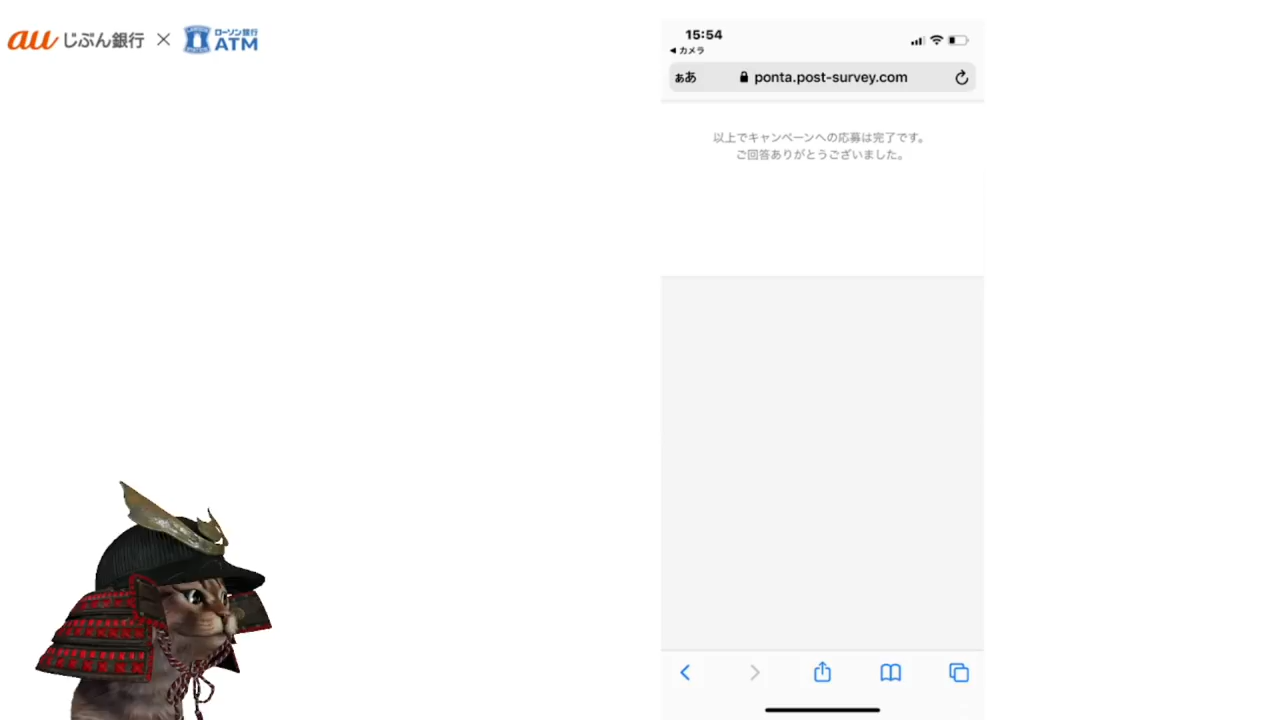 au じぶん銀行 × ローソン銀行 ATM
15:54
◀ カメラ
ぁあ ponta.post-survey.com
以上でキャンペーンへの応募は完了です。
ご回答ありがとうございました。